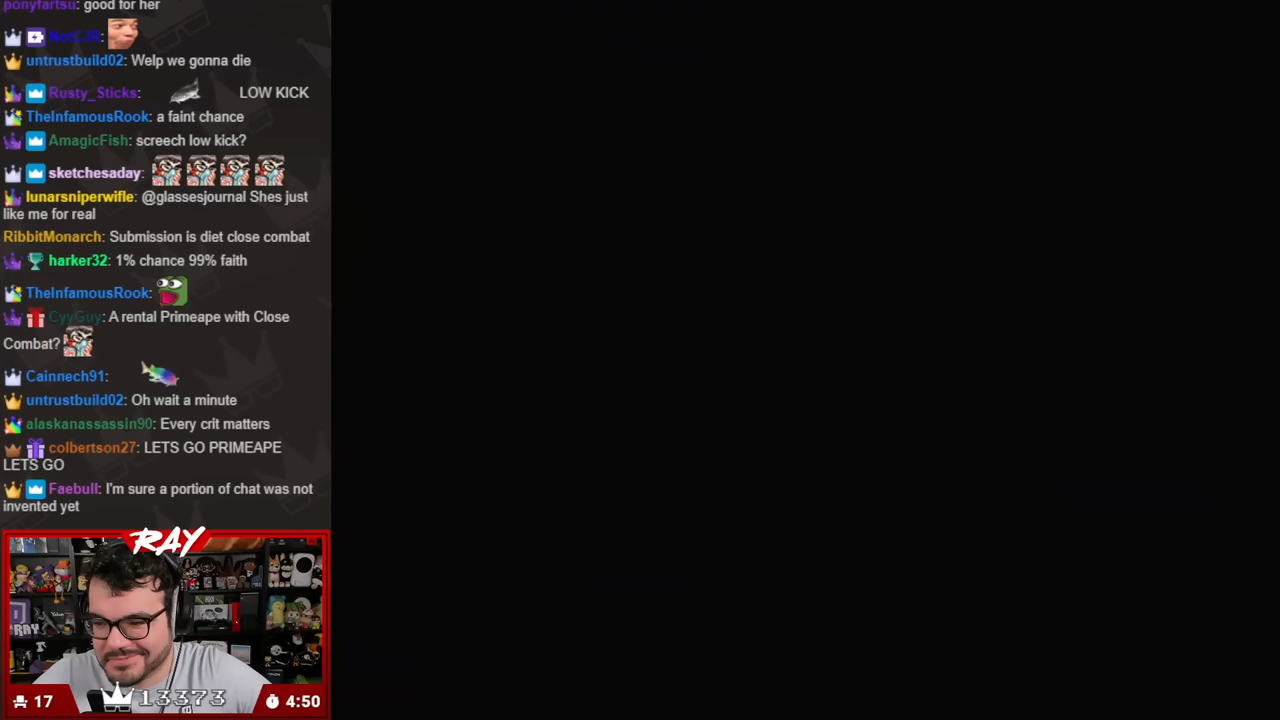 ponyfartsu: good for her
NotCJR:
untrustbuild02: Welp we gonna die
Rusty_Sticks: LOW KICK
TheInfamousRook: a faint chance
AmagicFish: screech low kick?
sketchesaday:
lunarsniperwifle: @glassesjournal Shes just
like me for real
RibbitMonarch: Submission is diet close combat
harker32: 1% chance 99% faith
TheInfamousRook:
CyyGuy: A rental Primeape with Close
Combat?
Cainnech91:
untrustbuild02: Oh wait a minute
alaskanassassin90: Every crit matters
colbertson27: LETS GO PRIMEAPE
LETS GO
Faebull: I'm sure a portion of chat was not
invented yet
RAY
RAY
17
13373
4:50